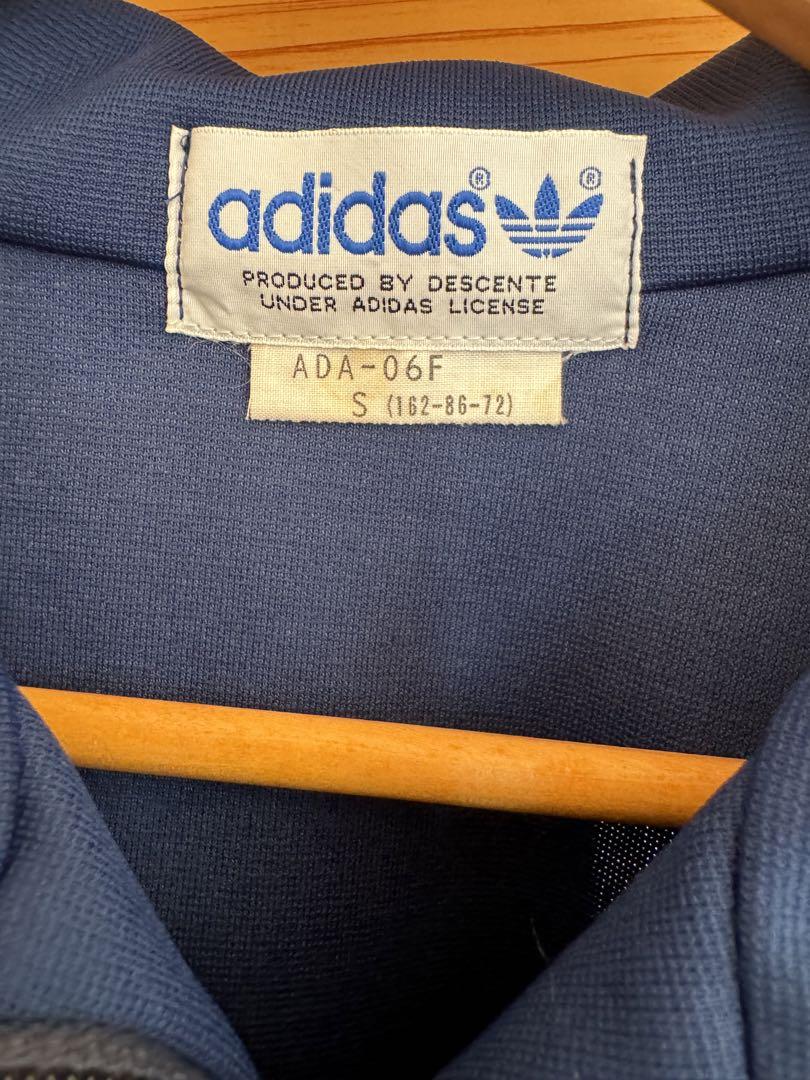 adidas® ®
PRODUCED BY DESCENTE
UNDER ADIDAS LICENSE
ADA-06F
S (162-86-72)